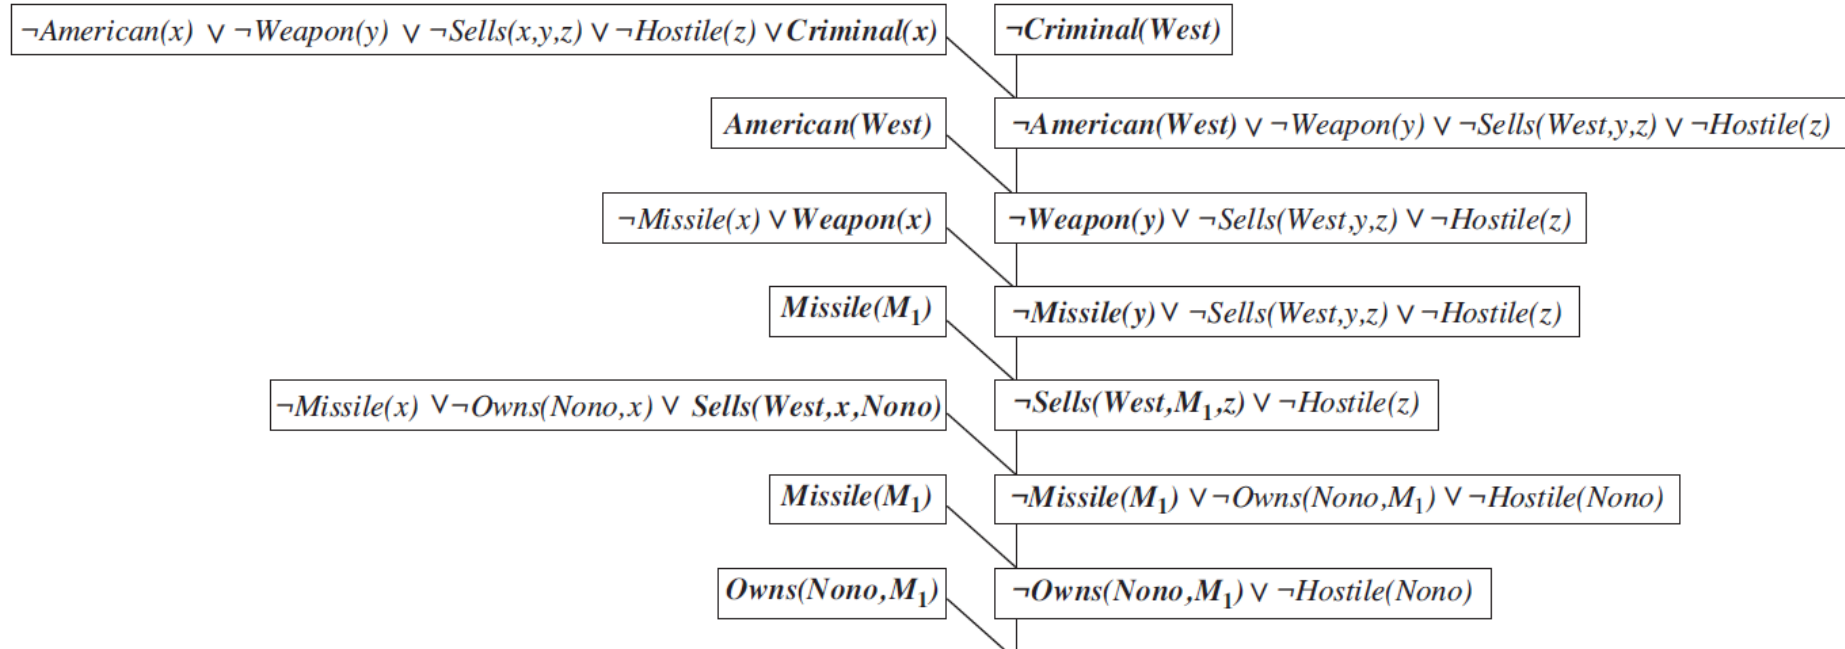 ¬American(x) ∨ ¬Weapon(y) ∨ ¬Sells(x,y,z) ∨ ¬Hostile(z) ∨ Criminal(x) ¬Criminal(West)
American(West) ¬American(West) ∨ ¬Weapon(y) ∨ ¬Sells(West,y,z) ∨ ¬Hostile(z)
¬Missile(x) ∨ Weapon(x) ¬Weapon(y) ∨ ¬Sells(West,y,z) ∨ ¬Hostile(z)
Missile(M₁) ¬Missile(y) ∨ ¬Sells(West,y,z) ∨ ¬Hostile(z)
¬Missile(x) ∨ ¬Owns(Nono,x) ∨ Sells(West,x,Nono) ¬Sells(West,M₁,z) ∨ ¬Hostile(z)
Missile(M₁) ¬Missile(M₁) ∨ ¬Owns(Nono,M₁) ∨ ¬Hostile(Nono)
Owns(Nono,M₁) ¬Owns(Nono,M₁) ∨ ¬Hostile(Nono)